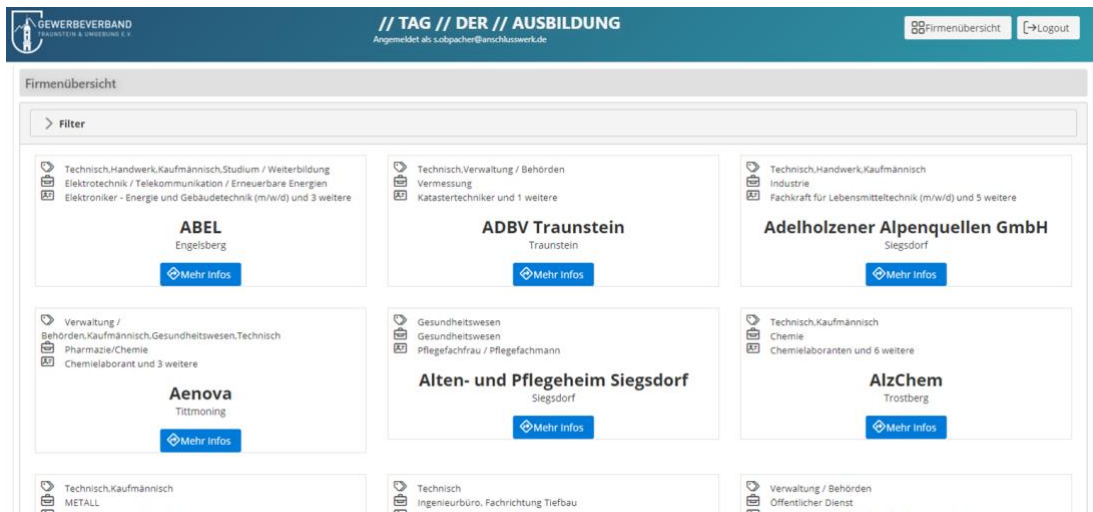 GEWERBEVERBAND
TRAUNSTEIN & UMGEBUNG E.V.
// TAG // DER // AUSBILDUNG
Angemeldet als s.obpacher@anschlusswerk.de
Firmenübersicht
Logout
Firmenübersicht
Filter
Technisch,Handwerk,Kaufmännisch,Studium / Weiterbildung
Elektrotechnik / Telekommunikation / Erneuerbare Energien
Elektroniker - Energie und Gebäudetechnik (m/w/d) und 3 weitere
ABEL
Engelsberg
Mehr Infos
Technisch,Verwaltung / Behörden
Vermessung
Katastertechniker und 1 weitere
ADBV Traunstein
Traunstein
Mehr Infos
Technisch,Handwerk,Kaufmännisch
Industrie
Fachkraft für Lebensmitteltechnik (m/w/d) und 5 weitere
Adelholzener Alpenquellen GmbH
Siegsdorf
Mehr Infos
Verwaltung /
Behörden,Kaufmännisch,Gesundheitswesen,Technisch
Pharmazie/Chemie
Chemielaborant und 3 weitere
Aenova
Tittmoning
Mehr Infos
Gesundheitswesen
Gesundheitswesen
Pflegefachfrau / Pflegefachmann
Alten- und Pflegeheim Siegsdorf
Siegsdorf
Mehr Infos
Technisch,Kaufmännisch
Chemie
Chemielaboranten und 6 weitere
AlzChem
Trostberg
Mehr Infos
Technisch,Kaufmännisch
METALL
Technisch
Ingenieurbüro, Fachrichtung Tiefbau
Verwaltung / Behörden
Öffentlicher Dienst